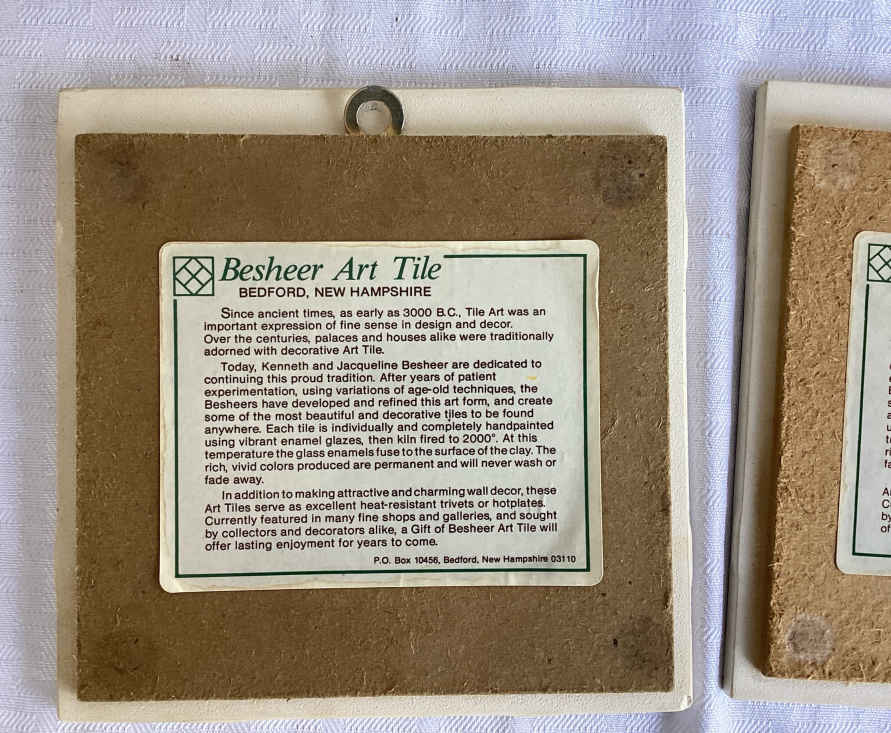 Besheer Art Tile
BEDFORD, NEW HAMPSHIRE
Since ancient times, as early as 3000 B.C., Tile Art was an
important expression of fine sense in design and decor.
Over the centuries, palaces and houses alike were traditionally
adorned with decorative Art Tile.
Today, Kenneth and Jacqueline Besheer are dedicated to
continuing this proud tradition. After years of patient
experimentation, using variations of age-old techniques, the
Besheers have developed and refined this art form, and create
some of the most beautiful and decorative tiles to be found
anywhere. Each tile is individually and completely handpainted
using vibrant enamel glazes, then kiln fired to 2000°. At this
temperature the glass enamels fuse to the surface of the clay. The
rich, vivid colors produced are permanent and will never wash or
fade away.
In addition to making attractive and charming wall decor, these
Art Tiles serve as excellent heat-resistant trivets or hotplates.
Currently featured in many fine shops and galleries, and sought
by collectors and decorators alike, a Gift of Besheer Art Tile will
offer lasting enjoyment for years to come.
P.O. Box 10456, Bedford, New Hampshire 03110